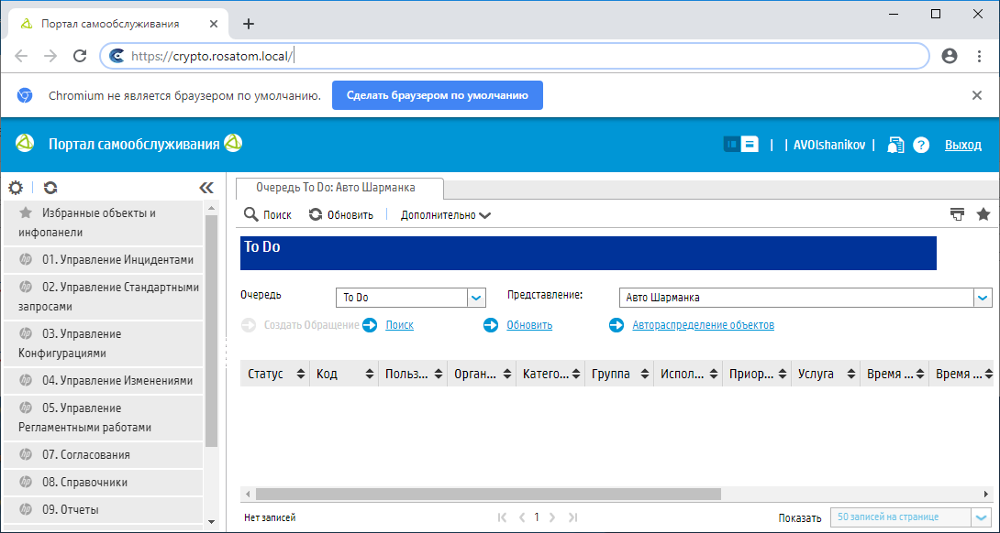 Портал самообслуживания
https://crypto.rosatom.local/
Chromium не является браузером по умолчанию.
Сделать браузером по умолчанию
Портал самообслуживания
| | AVOlshanikov |
?
Выход
Избранные объекты и
инфопанели
01. Управление Инцидентами
02. Управление Стандартными
запросами
03. Управление
Конфигурациями
04. Управление Изменениями
05. Управление
Регламентными работами
07. Согласования
08. Справочники
09. Отчеты
Очередь To Do: Авто Шарманка
Поиск Обновить | Дополнительно
To Do
Очередь To Do Представление: Авто Шарманка
Создать Обращение Поиск Обновить Автораспределение объектов
Статус Код Польз... Орган... Катего... Группа Испол... Приор... Услуга Время ... Время ...
Нет записей 1 Показать 50 записей на странице